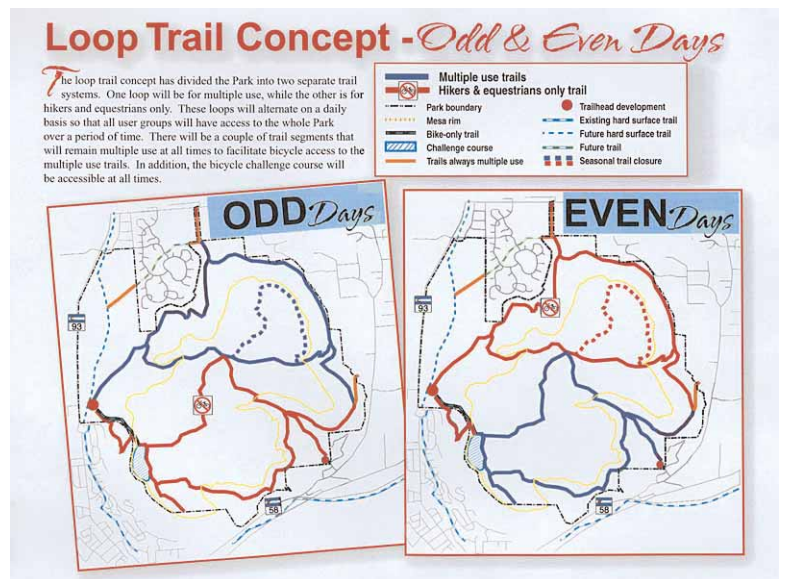 Loop Trail Concept - Odd & Even Days
The loop trail concept has divided the Park into two separate trail
systems. One loop will be for multiple use, while the other is for
hikers and equestrians only. These loops will alternate on a daily
basis so that all user groups will have access to the whole Park
over a period of time. There will be a couple of trail segments that
will remain multiple use at all times to facilitate bicycle access to the
multiple use trails. In addition, the bicycle challenge course will
be accessible at all times.
Multiple use trails
Hikers & equestrians only trail
Park boundary
Mesa rim
Bike-only trail
Challenge course
Trails always multiple use
Trailhead development
Existing hard surface trail
Future hard surface trail
Future trail
Seasonal trail closure
ODD Days
93
58
EVEN Days
93
58